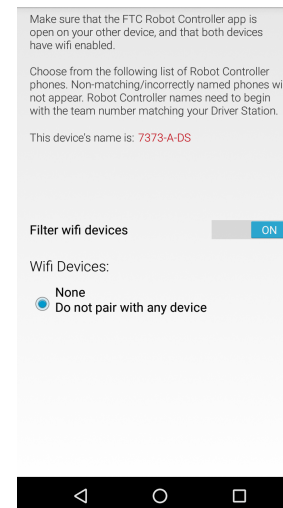 Make sure that the FTC Robot Controller app is
open on your other device, and that both devices
have wifi enabled.
Choose from the following list of Robot Controller
phones. Non-matching/incorrectly named phones wi
not appear. Robot Controller names need to begin
with the team number matching your Driver Station.
This device's name is: 7373-A-DS
Filter wifi devices ON
Wifi Devices:
None
Do not pair with any device